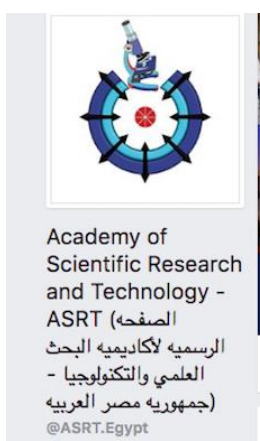 Academy of
Scientific Research
and Technology -
ASRT (الصفحه
الرسميه لأكاديميه البحث
العلمي والتكنولوجيا -
جمهوريه مصر العربيه)
@ASRT.Egypt